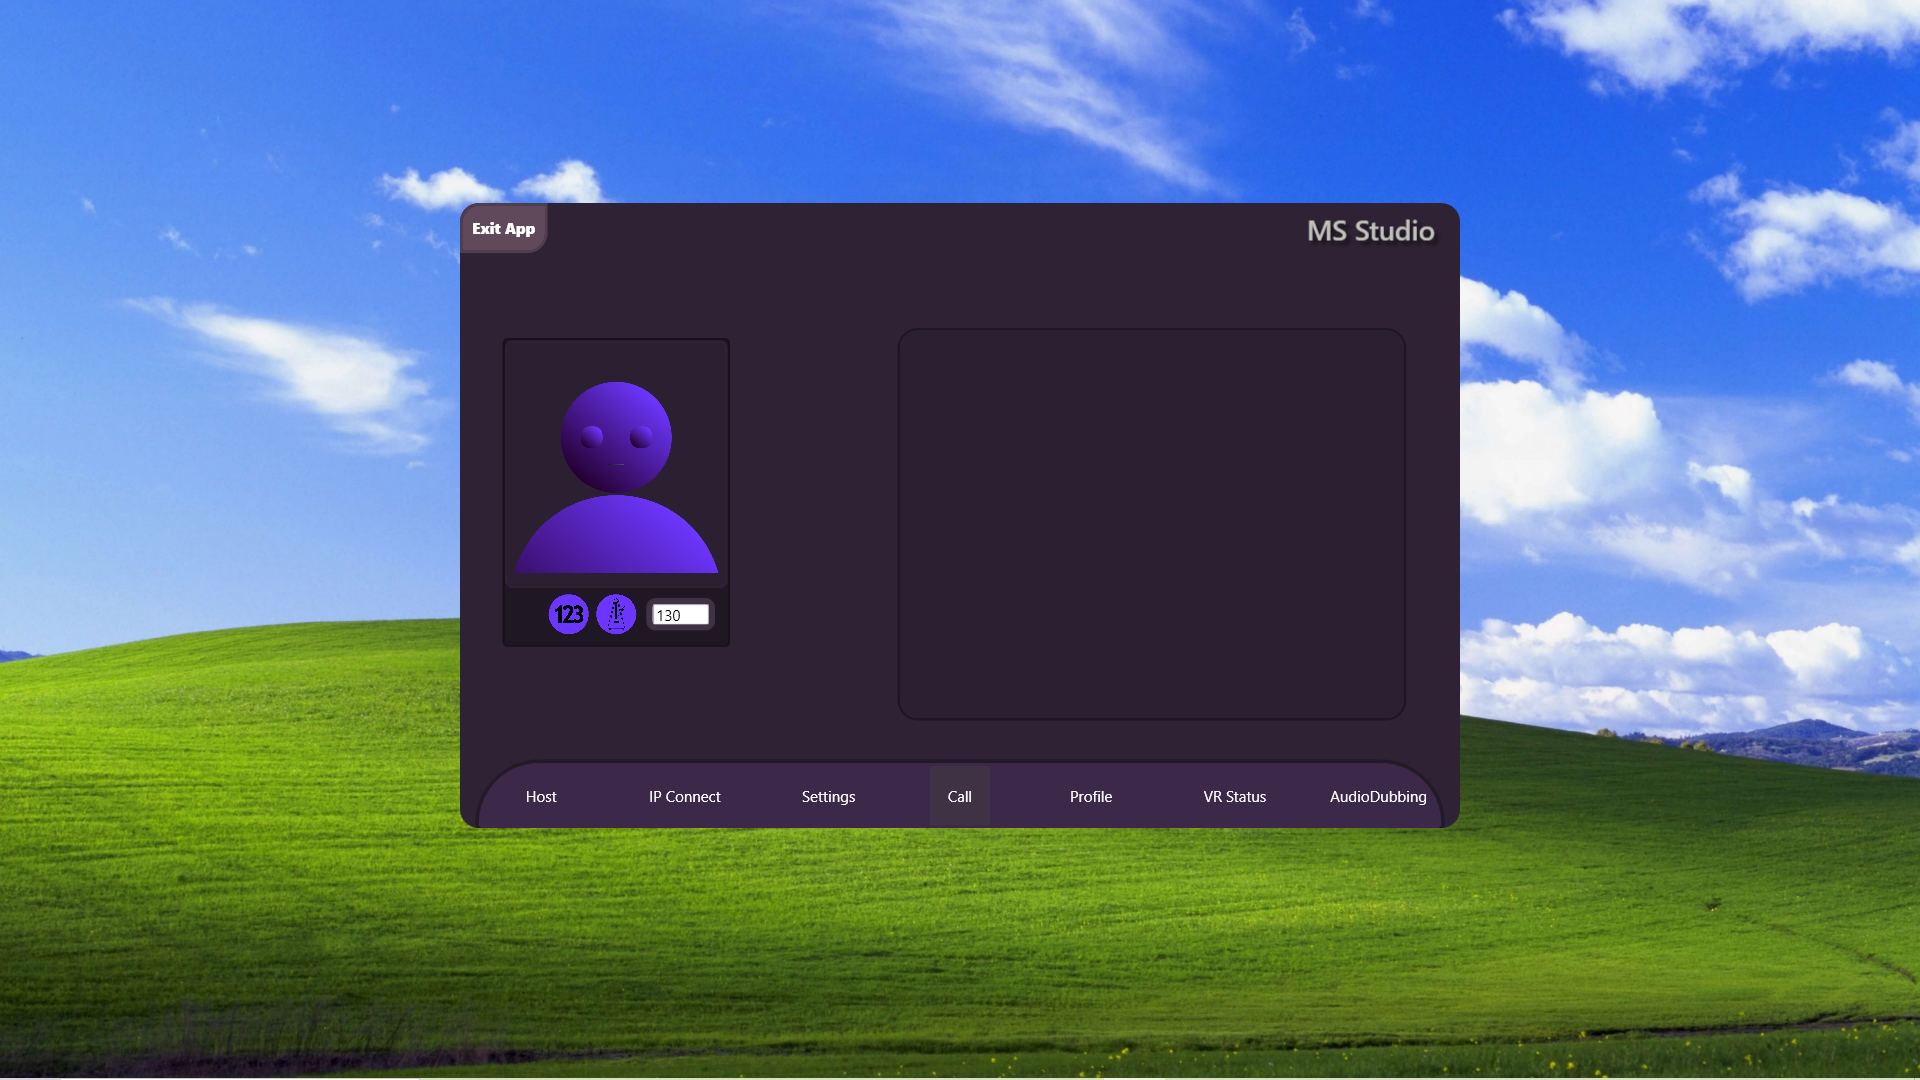 Exit App
MS Studio
123
130
Host
IP Connect
Settings
Call
Profile
VR Status
AudioDubbing